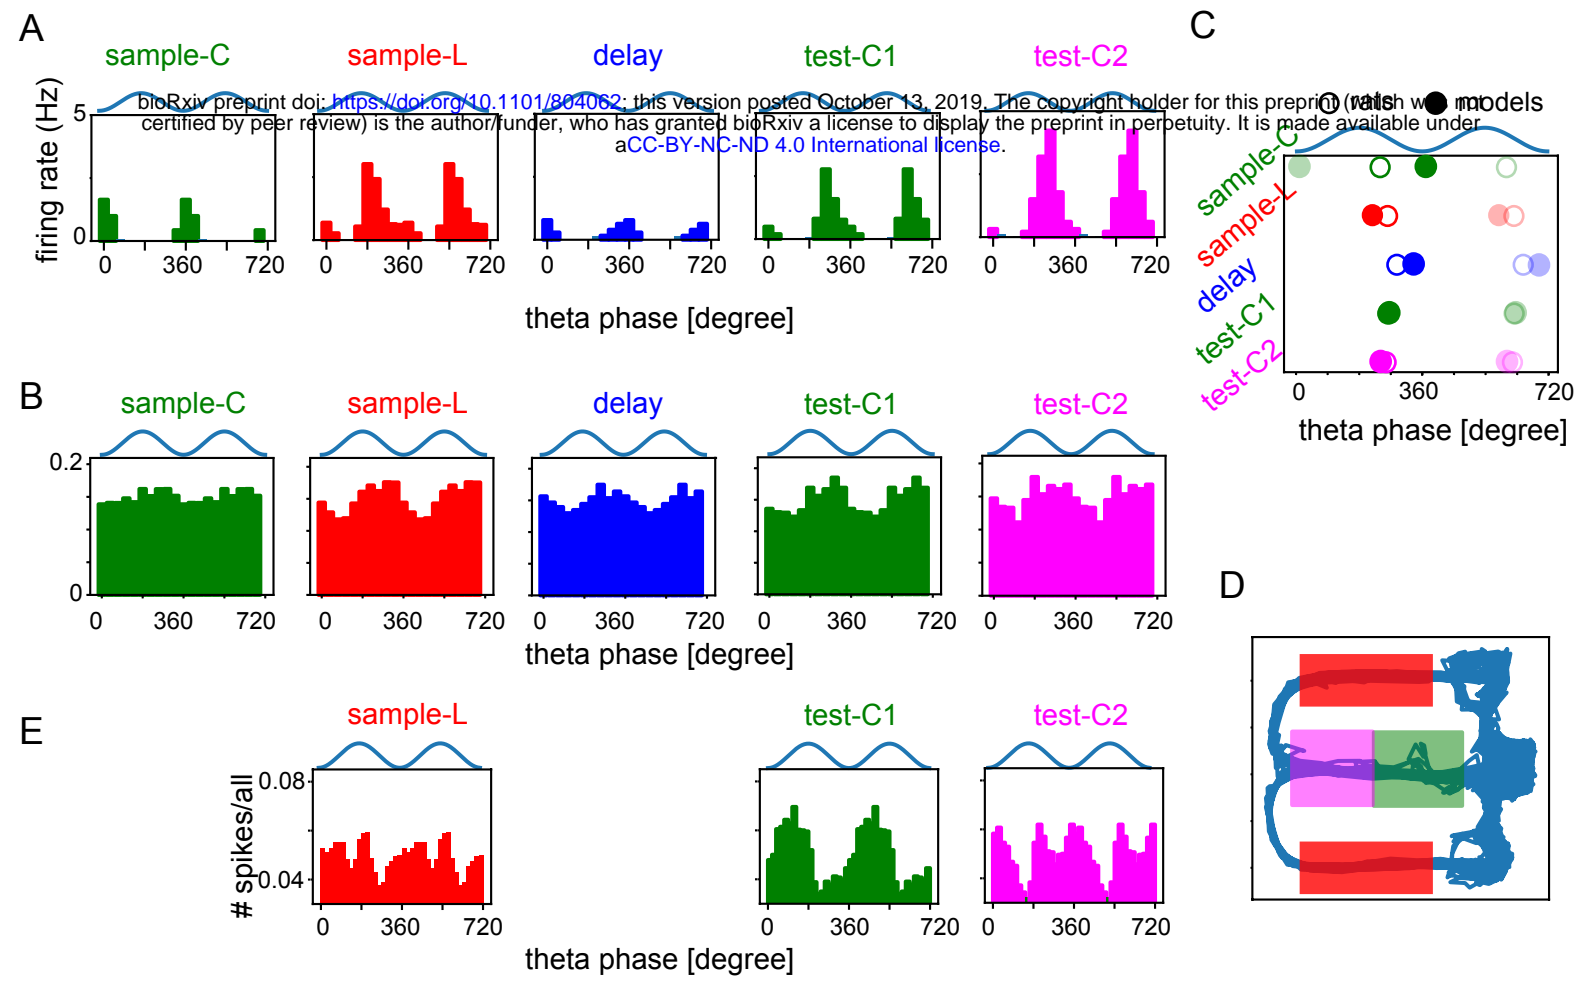 A
C
sample-C sample-L delay test-C1 test-C2
bioRxiv preprint doi: https://doi.org/10.1101/804062; this version posted October 13, 2019. The copyright holder for this preprint (which was not
certified by peer review) is the author/funder, who has granted bioRxiv a license to display the preprint in perpetuity. It is made available under
aCC-BY-NC-ND 4.0 International license.
rats models
firing rate (Hz)
5
0
0 360 720 0 360 720 0 360 720 0 360 720 0 360 720
theta phase [degree]
sample-C
sample-L
delay
test-C1
test-C2
0 360 720
theta phase [degree]
B
sample-C sample-L delay test-C1 test-C2
0.2
0
0 360 720 0 360 720 0 360 720 0 360 720 0 360 720
theta phase [degree]
D
E
sample-L test-C1 test-C2
# spikes/all
0.08
0.04
0 360 720 0 360 720 0 360 720
theta phase [degree]